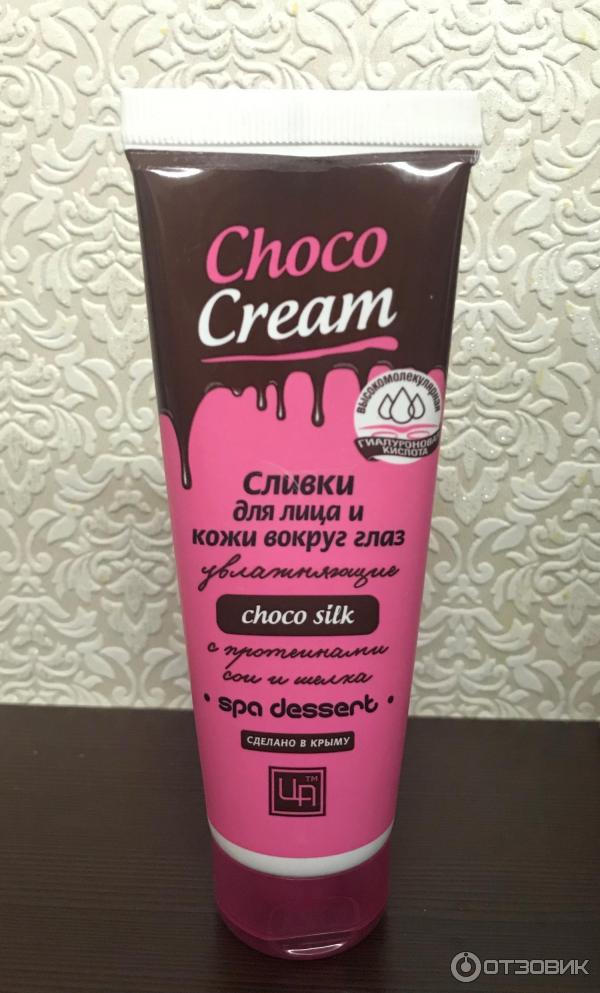 Choco
Cream
ВЫСОКОМОЛЕКУЛЯРНАЯ
ГИАЛУРОНОВАЯ
КИСЛОТА
Сливки
для лица и
кожи вокруг глаз
увлажняющие
choco silk
с протеинами
сои и шелка
• spa dessert •
СДЕЛАНО В КРЫМУ
ЦА™
ОТЗОВИК